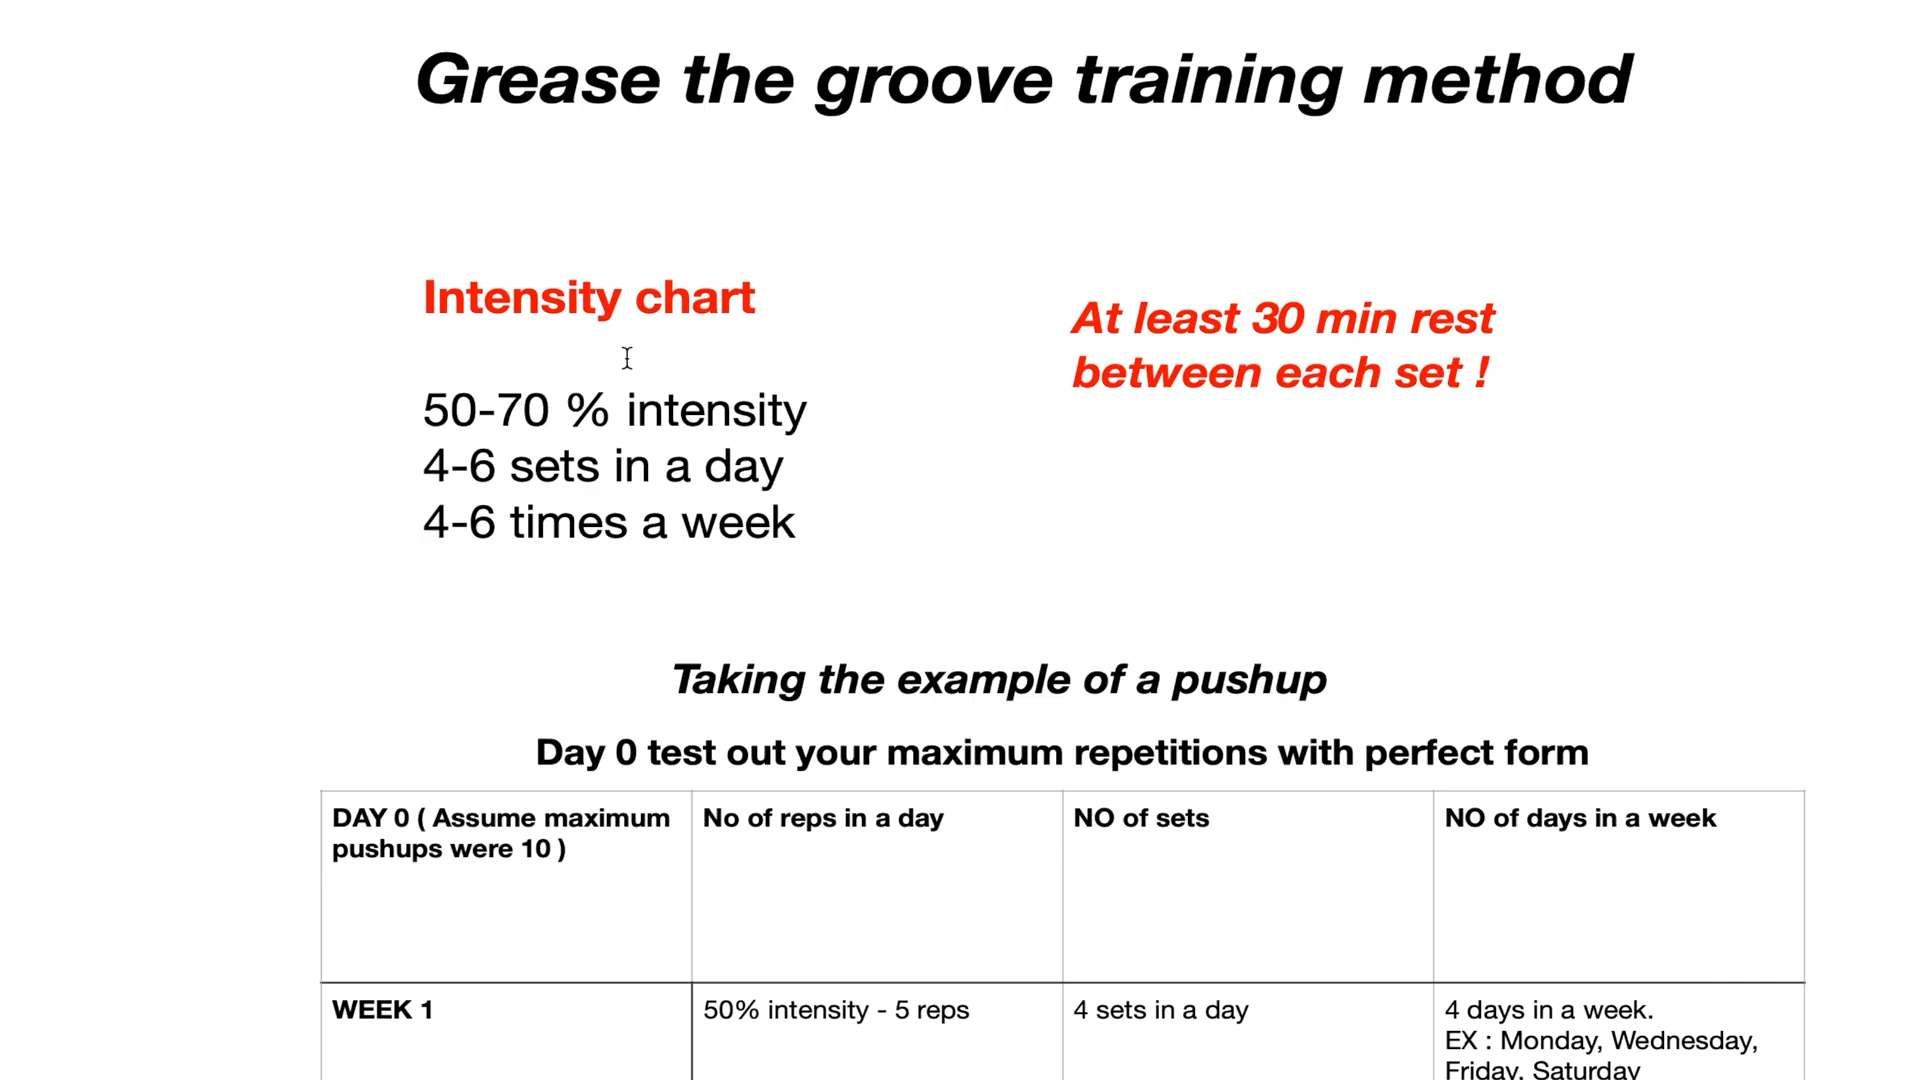 Grease the groove training method
Intensity chart
At least 30 min rest
between each set !
50-70 % intensity
4-6 sets in a day
4-6 times a week
Taking the example of a pushup
Day 0 test out your maximum repetitions with perfect form
DAY 0 ( Assume maximum
pushups were 10 )
No of reps in a day
NO of sets
NO of days in a week
WEEK 1
50% intensity - 5 reps
4 sets in a day
4 days in a week.
EX : Monday, Wednesday,
Friday, Saturday